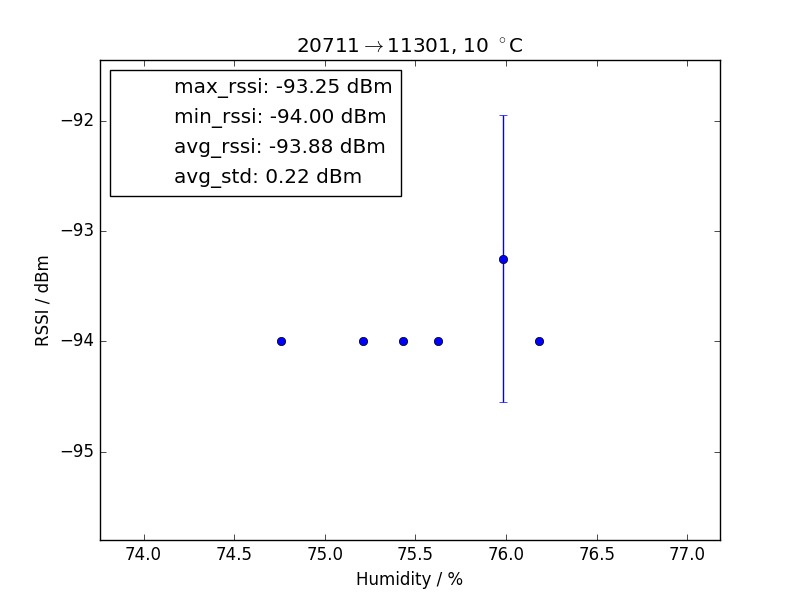 20711→11301, 10 °C
max_rssi: -93.25 dBm
min_rssi: -94.00 dBm
avg_rssi: -93.88 dBm
avg_std: 0.22 dBm
RSSI / dBm
−92
−93
−94
−95
74.0 74.5 75.0 75.5 76.0 76.5 77.0
Humidity / %